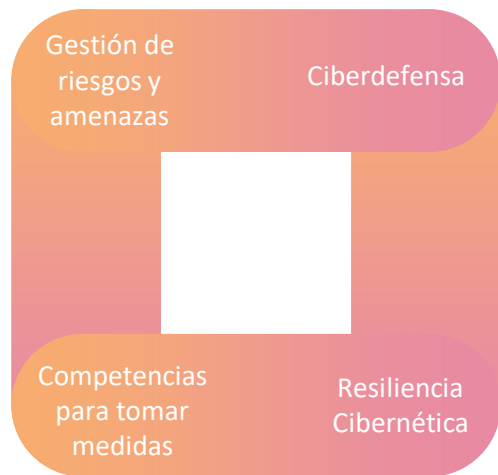 Gestión de
riesgos y
amenazas
Ciberdefensa
Competencias
para tomar
medidas
Resiliencia
Cibernética